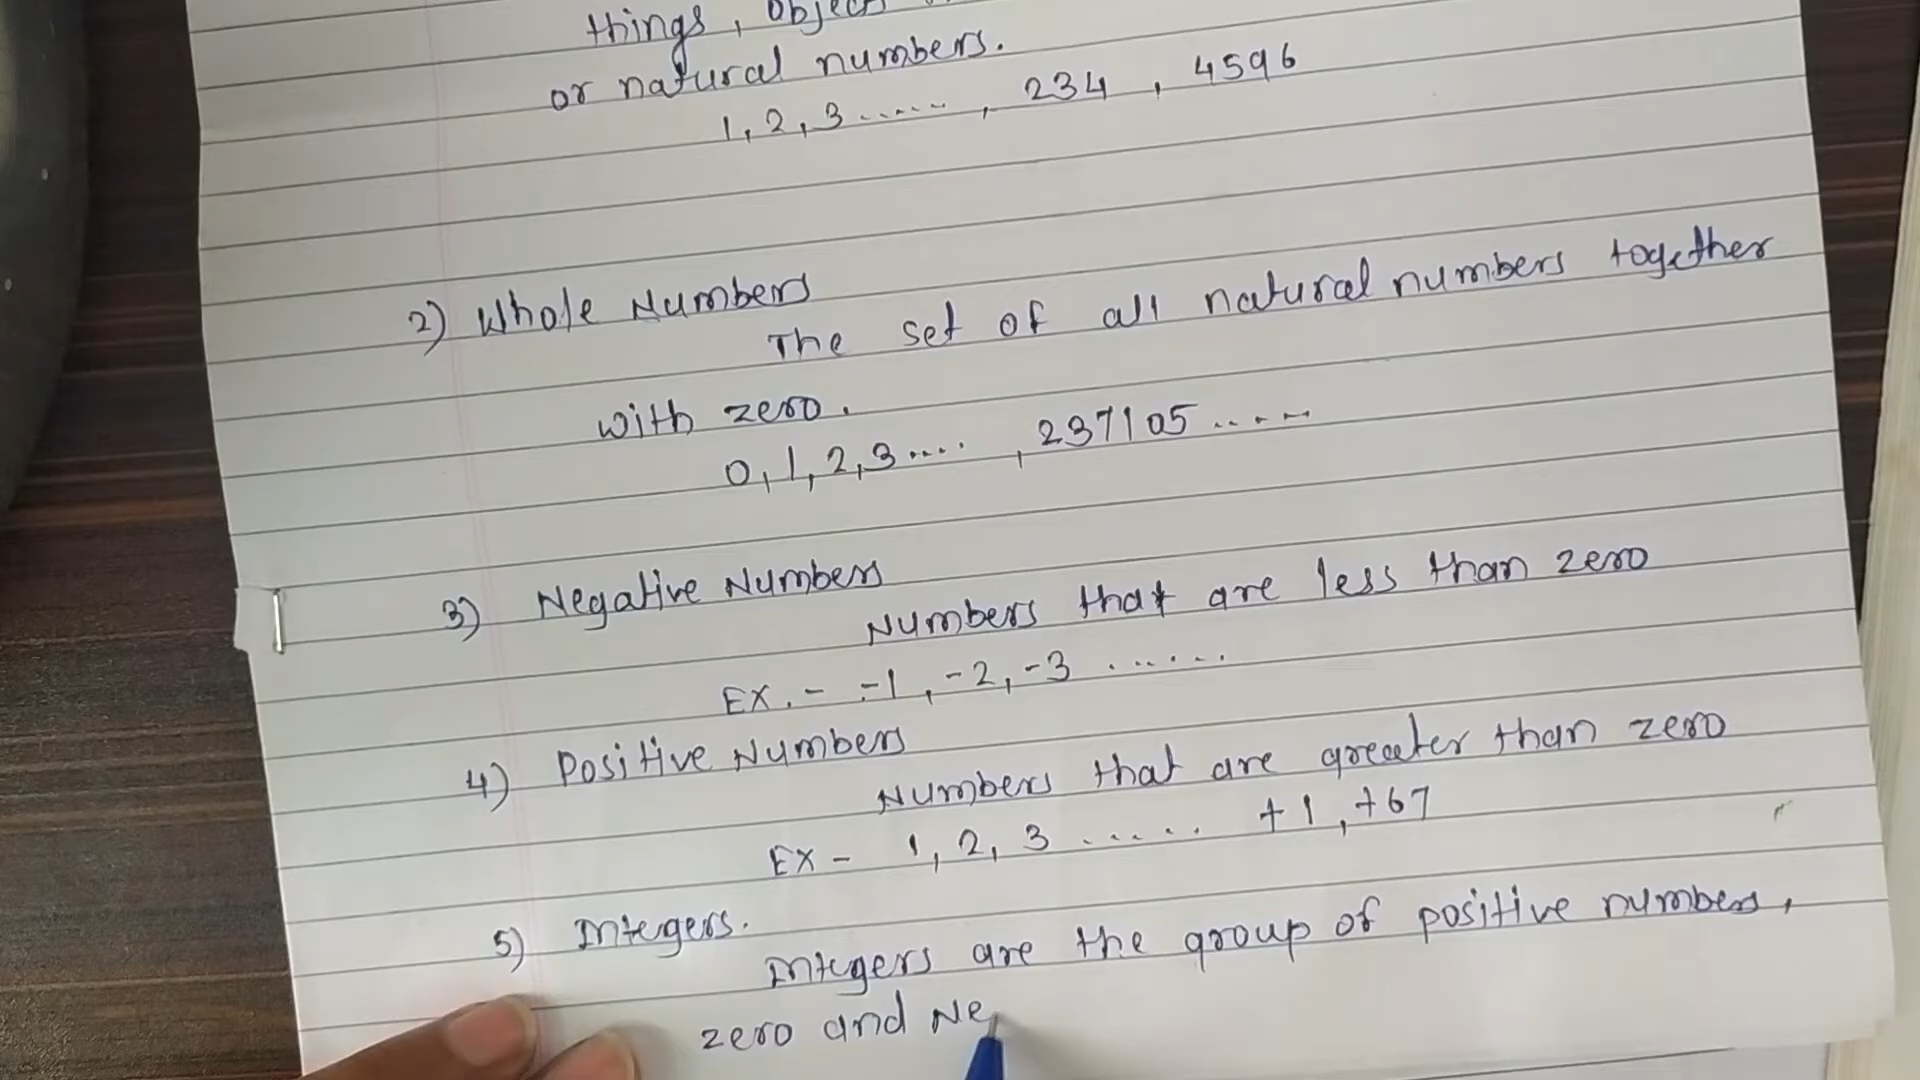 things, object
or natural numbers.
1, 2, 3 ....., 234, 4596
2) Whole Numbers
The set of all natural numbers together
with zero.
0, 1, 2, 3 ...., 237105 .....
3) Negative Numbers
Numbers that are less than zero
EX. - -1, -2, -3 ......
4) Positive Numbers
Numbers that are greater than zero
EX - 1, 2, 3 ...... +1, +67
5) Integers.
Integers are the group of positive numbers,
zero and Ne